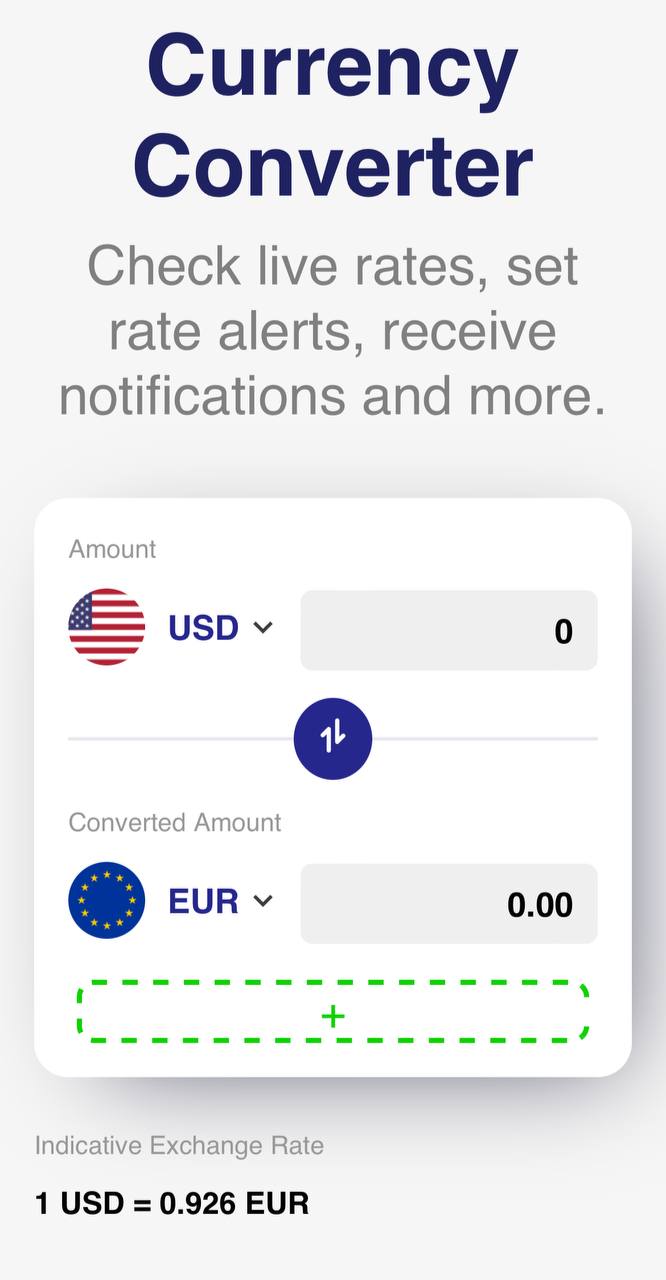 Currency
Converter
Check live rates, set
rate alerts, receive
notifications and more.
Amount
USD
0
Converted Amount
EUR
0.00
+
Indicative Exchange Rate
1 USD = 0.926 EUR